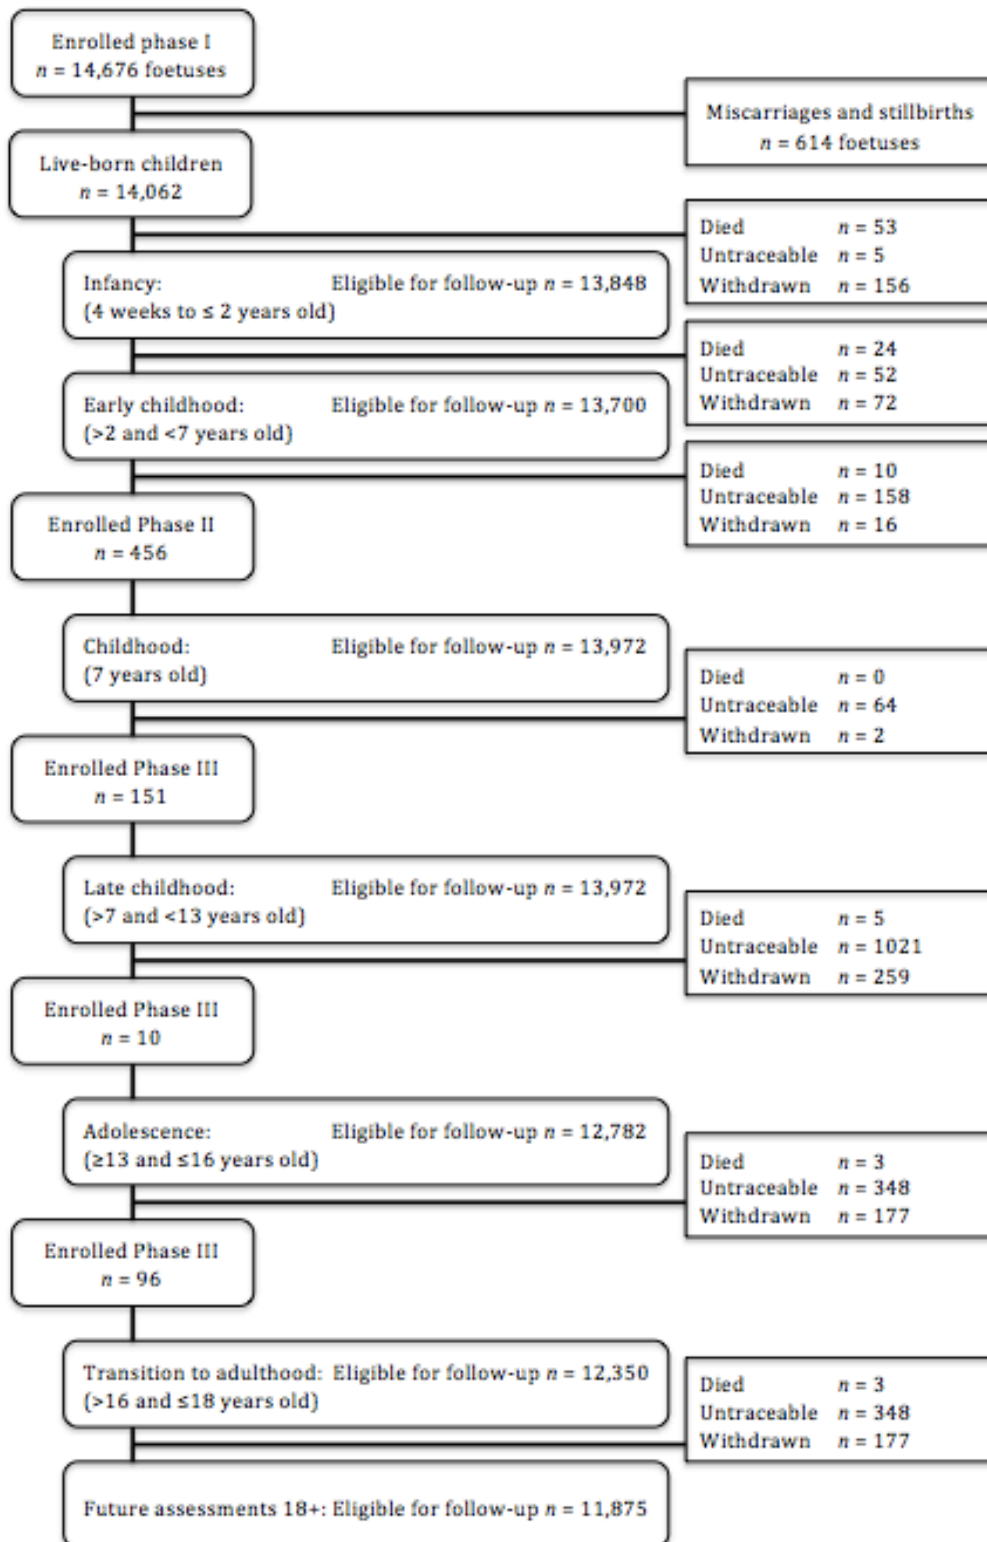 Enrolled phase I
n = 14,676 foetuses
Miscarriages and stillbirths
n = 614 foetuses
Live-born children
n = 14,062
Died n = 53
Untraceable n = 5
Withdrawn n = 156
Infancy: Eligible for follow-up n = 13,848
(4 weeks to ≤ 2 years old)
Died n = 24
Untraceable n = 52
Withdrawn n = 72
Early childhood: Eligible for follow-up n = 13,700
(>2 and <7 years old)
Died n = 10
Untraceable n = 158
Withdrawn n = 16
Enrolled Phase II
n = 456
Childhood: Eligible for follow-up n = 13,972
(7 years old)
Died n = 0
Untraceable n = 64
Withdrawn n = 2
Enrolled Phase III
n = 151
Late childhood: Eligible for follow-up n = 13,972
(>7 and <13 years old)
Died n = 5
Untraceable n = 1021
Withdrawn n = 259
Enrolled Phase III
n = 10
Adolescence: Eligible for follow-up n = 12,782
(≥13 and ≤16 years old)
Died n = 3
Untraceable n = 348
Withdrawn n = 177
Enrolled Phase III
n = 96
Transition to adulthood: Eligible for follow-up n = 12,350
(>16 and ≤18 years old)
Died n = 3
Untraceable n = 348
Withdrawn n = 177
Future assessments 18+: Eligible for follow-up n = 11,875